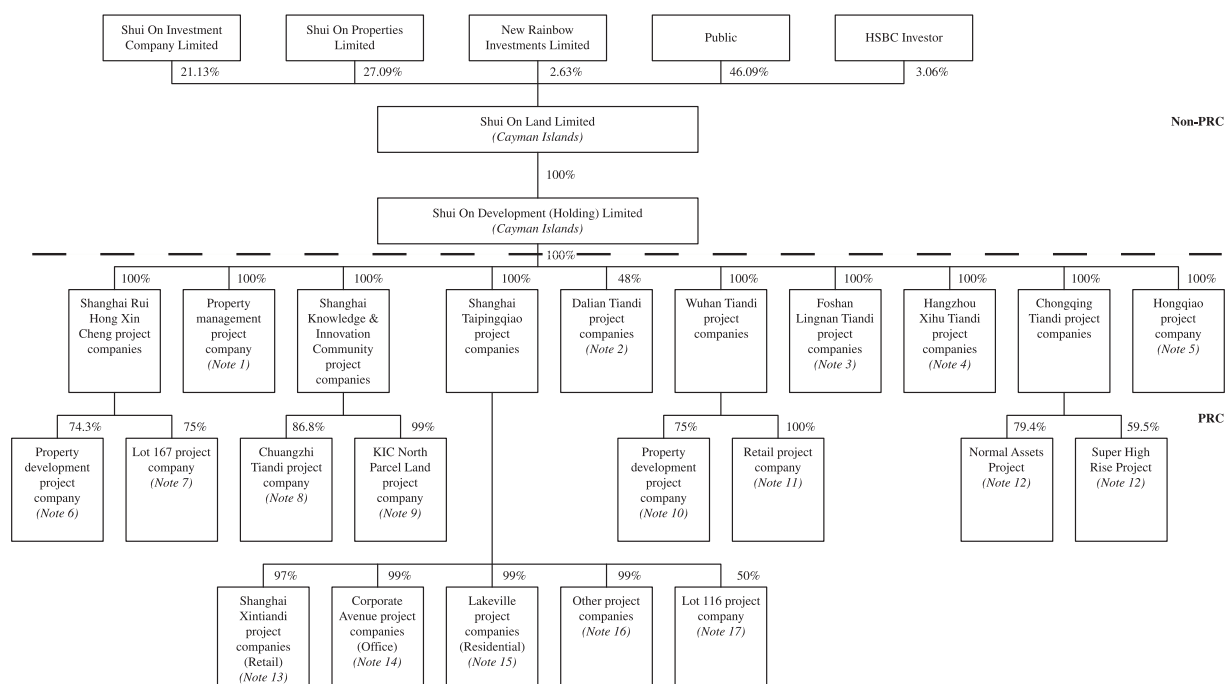 Shui On Investment
Company Limited
Shui On Properties
Limited
New Rainbow
Investments Limited
Public
HSBC Investor
21.13%
27.09%
2.63%
46.09%
3.06%
Shui On Land Limited
(Cayman Islands)
Non-PRC
100%
Shui On Development (Holding) Limited
(Cayman Islands)
100%
100%
100%
100%
100%
48%
100%
100%
100%
100%
100%
Shanghai Rui
Hong Xin
Cheng project
companies
Property
management
project
company
(Note 1)
Shanghai
Knowledge &
Innovation
Community
project
companies
Shanghai
Taipingqiao
project
companies
Dalian Tiandi
project
companies
(Note 2)
Wuhan Tiandi
project
companies
Foshan
Lingnan Tiandi
project
companies
(Note 3)
Hangzhou
Xihu Tiandi
project
companies
(Note 4)
Chongqing
Tiandi project
companies
Hongqiao
project
company
(Note 5)
PRC
74.3%
75%
86.8%
99%
75%
100%
79.4%
59.5%
Property
development
project
company
(Note 6)
Lot 167 project
company
(Note 7)
Chuangzhi
Tiandi project
company
(Note 8)
KIC North
Parcel Land
project
company
(Note 9)
Property
development
project
company
(Note 10)
Retail project
company
(Note 11)
Normal Assets
Project
(Note 12)
Super High
Rise Project
(Note 12)
97%
99%
99%
99%
50%
Shanghai
Xintiandi
project
companies
(Retail)
(Note 13)
Corporate
Avenue project
companies
(Office)
(Note 14)
Lakeville
project
companies
(Residential)
(Note 15)
Other project
companies
(Note 16)
Lot 116 project
company
(Note 17)